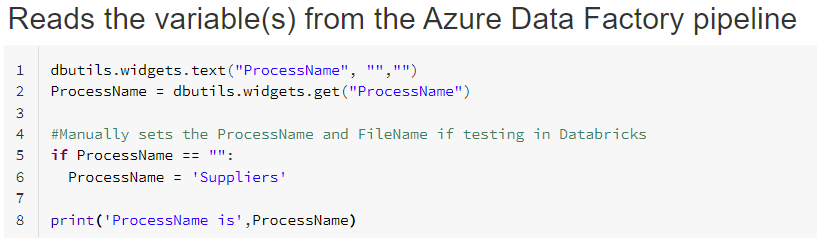 Reads the variable(s) from the Azure Data Factory pipeline
1 dbutils.widgets.text("ProcessName", "","")
2 ProcessName = dbutils.widgets.get("ProcessName")
3
4 #Manually sets the ProcessName and FileName if testing in Databricks
5 if ProcessName == "":
6   ProcessName = 'Suppliers'
7
8 print('ProcessName is',ProcessName)